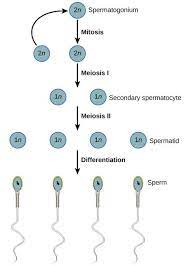 2n Spermatogonium
Mitosis
2n 2n
Meiosis I
1n 1n Secondary spermatocyte
Meiosis II
1n 1n 1n 1n Spermatid
Differentiation
Sperm